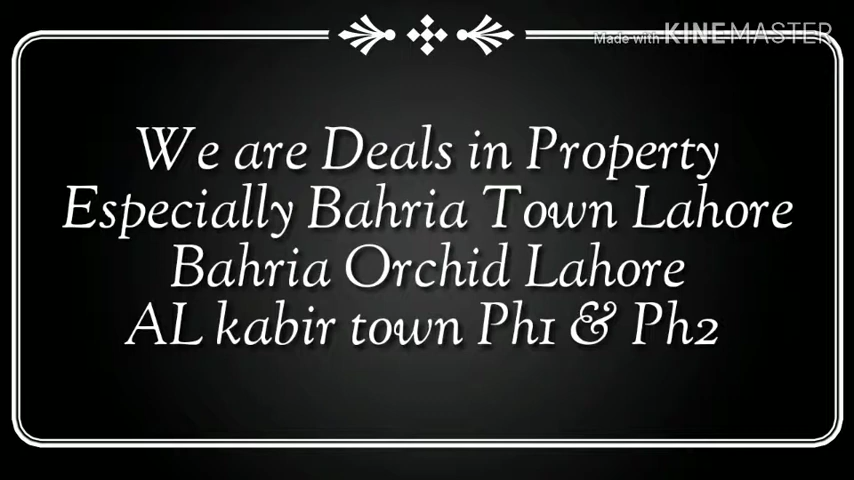 Made with KINEMASTER
We are Deals in Property
Especially Bahria Town Lahore
Bahria Orchid Lahore
AL kabir town Ph1 & Ph2